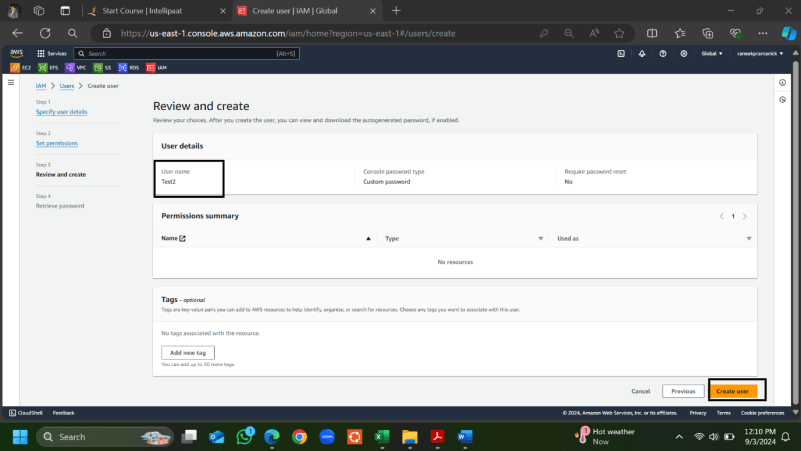 Start Course | Intellipaat
Create user | IAM | Global
https://us-east-1.console.aws.amazon.com/iam/home?region=us-east-1#/users/create
aws
Services
Search
[Alt+S]
Global
raneekpramanick
EC2
EFS
VPC
S3
RDS
IAM
IAM
Users
Create user
Step 1
Specify user details
Step 2
Set permissions
Step 3
Review and create
Step 4
Retrieve password
Review and create
Review your choices. After you create the user, you can view and download the autogenerated password, if enabled.
User details
User name
Test2
Console password type
Custom password
Require password reset
No
Permissions summary
1
Name
Type
Used as
No resources
Tags - optional
Tags are key-value pairs you can add to AWS resources to help identify, organize, or search for resources. Choose any tags you want to associate with this user.
No tags associated with the resource.
Add new tag
You can add up to 50 more tags.
Cancel
Previous
Create user
CloudShell
Feedback
© 2024, Amazon Web Services, Inc. or its affiliates.
Privacy
Terms
Cookie preferences
Search
zoom
Hot weather
Now
12:10 PM
9/3/2024